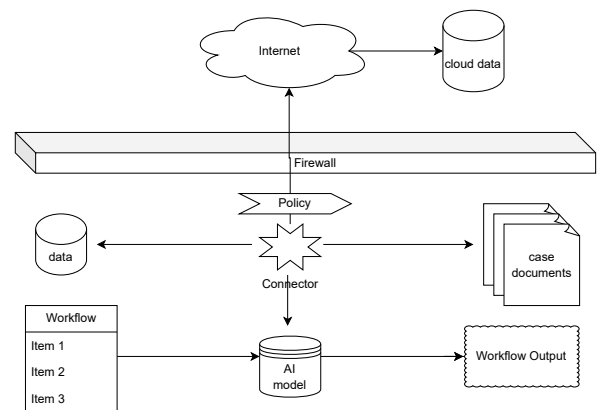 Internet
cloud data
Firewall
Policy
data
case
documents
Connector
Workflow
Item 1
Item 2
Item 3
AI
model
Workflow Output